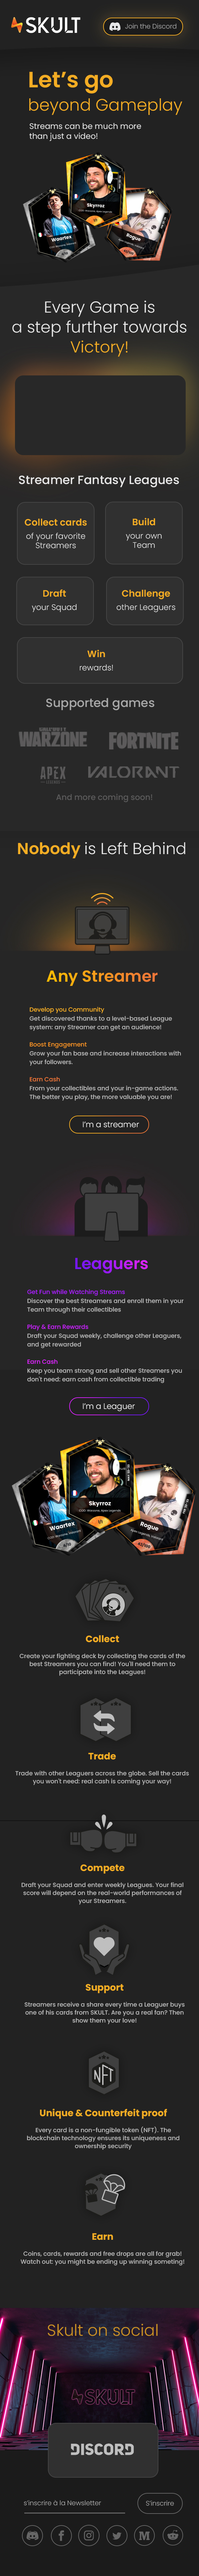 SKULT
Join the Discord
Let's go
beyond Gameplay
Streams can be much more
than just a video!
Wpartex
Skyrroz
Rogue
Every Game is
a step further towards
Victory!
Streamer Fantasy Leagues
Collect cards
of your favorite
Streamers
Build
your own
Team
Draft
your Squad
Challenge
other Leaguers
Win
rewards!
Supported games
WARZONE
FORTNITE
APEX
VALORANT
And more coming soon!
Nobody is Left Behind
Any Streamer
Develop you Community
Get discovered thanks to a level-based League
system: any Streamer can get an audience!
Boost Engagement
Grow your fan base and increase interactions with
your followers.
Earn Cash
From your collectibles and your in-game actions.
The better you play, the more valuable you are!
I'm a streamer
Leaguers
Get Fun while Watching Streams
Discover the best Streamers and enroll them in your
Team through their collectibles
Play & Earn Rewards
Draft your Squad weekly, challenge other Leaguers,
and get rewarded
Earn Cash
Keep you team strong and sell other Streamers you
don't need: earn cash from collectible trading
I'm a Leaguer
Wpartex
Skyrroz
Rogue
Collect
Create your fighting deck by collecting the cards of the
best Streamers you can find! You'll need them to
participate into the Leagues!
Trade
Trade with other Leaguers across the globe. Sell the cards
you won't need: real cash is coming your way!
Compete
Draft your Squad and enter weekly Leagues. Your final
score will depend on the real-world performances of
your Streamers.
Support
Streamers receive a share every time a Leaguer buys
one of his cards from SKULT. Are you a real fan? Then
show them your love!
NFT
Unique & Counterfeit proof
Every card is a non-fungible token (NFT). The
blockchain technology ensures its uniqueness and
ownership security
Earn
Coins, cards, rewards and free drops are all for grab!
Watch out: you might be ending up winning someting!
Skult on social
SKULT
DISCORD
s'inscrire à la Newsletter
S'inscrire